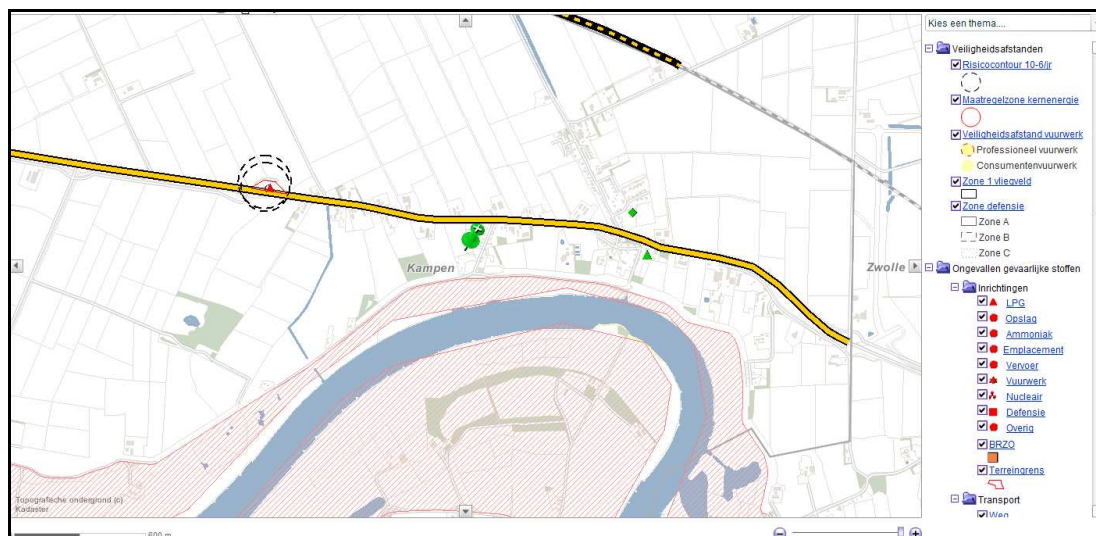 Kies een thema....
Veiligheidsafstanden
Risicocontour 10-6/jr
Maatregelzone kernenergie
Veiligheidsafstand vuurwerk
Professioneel vuurwerk
Consumentenvuurwerk
Zone 1 vliegveld
Zone defensie
Zone A
Zone B
Zone C
Ongevallen gevaarlijke stoffen
Inrichtingen
LPG
Opslag
Ammoniak
Emplacement
Vervoer
Vuurwerk
Nucleair
Defensie
Overig
BRZO
Terreingrens
Transport
Weg
Kampen
Zwolle
Topografische ondergrond (c)
Kadaster
600 m